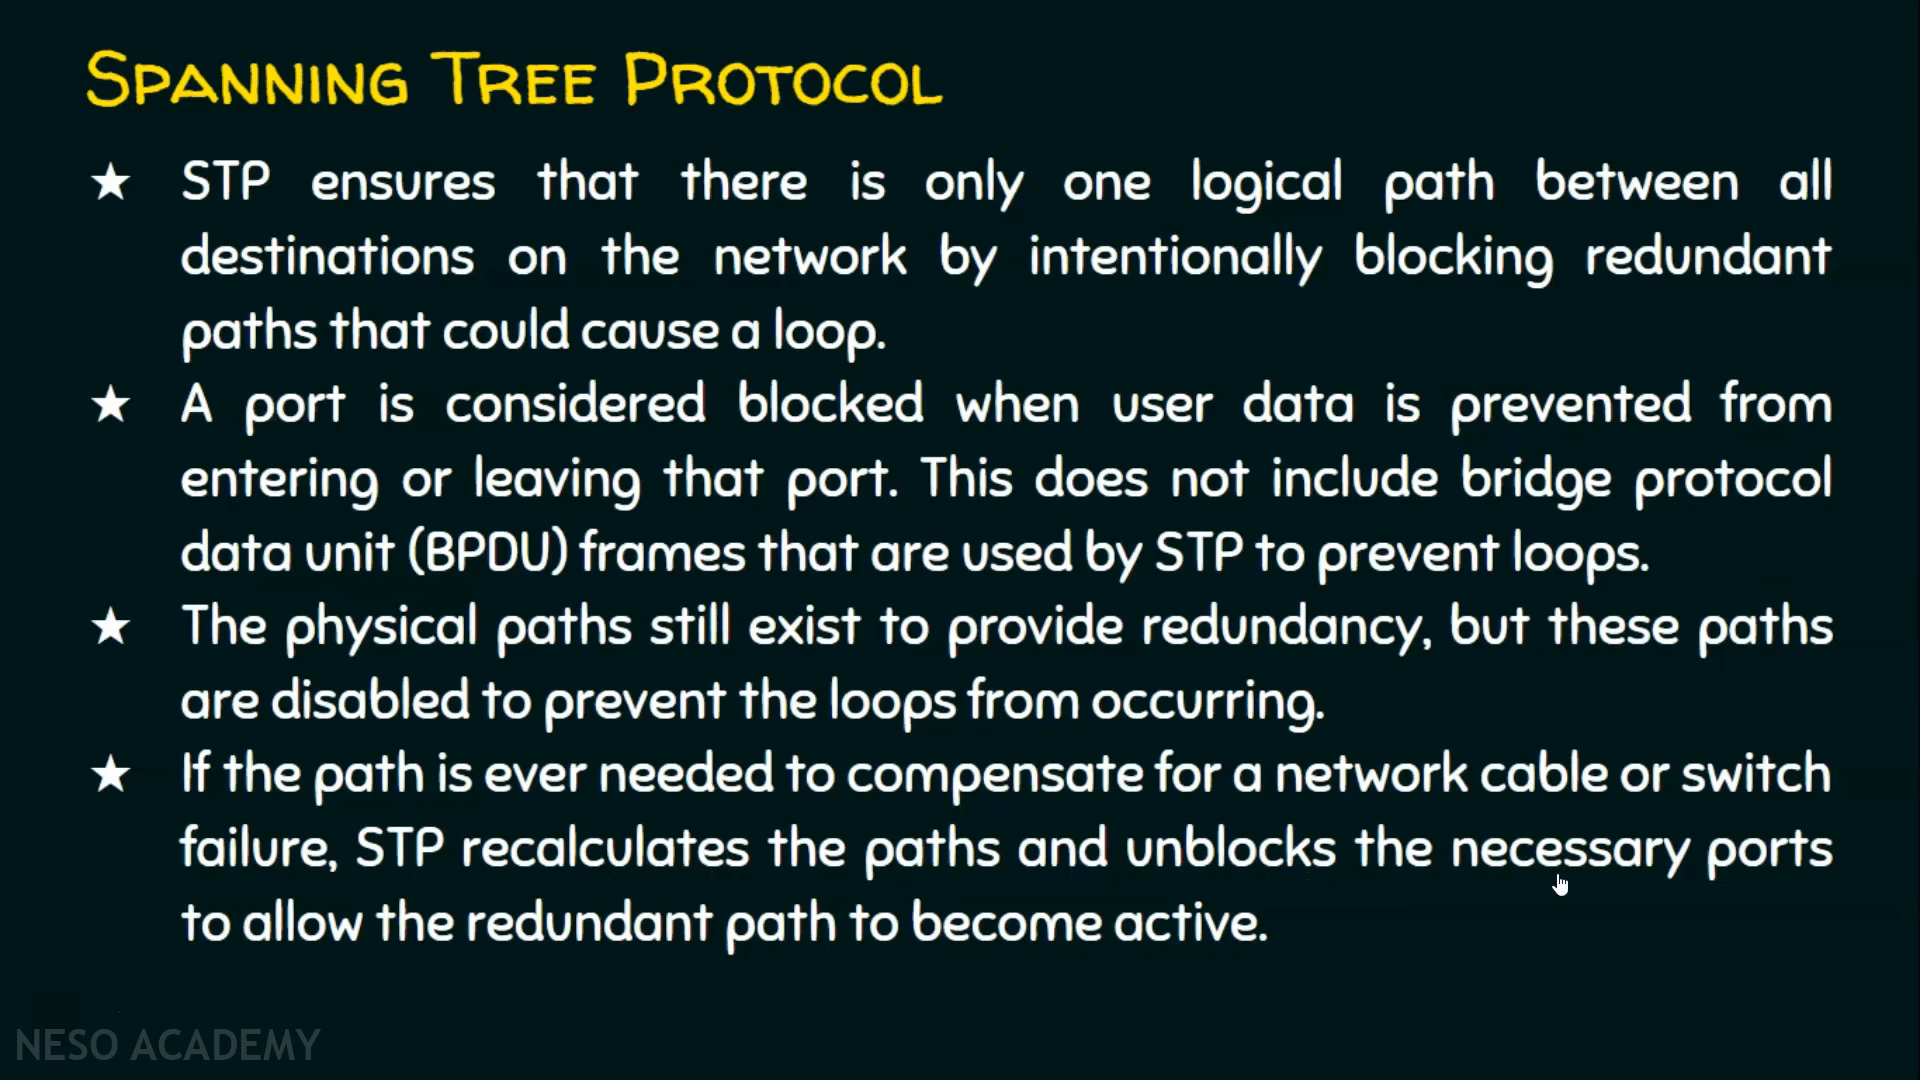 SPANNING TREE PROTOCOL
★ STP ensures that there is only one logical path between all
destinations on the network by intentionally blocking redundant
paths that could cause a loop.
★ A port is considered blocked when user data is prevented from
entering or leaving that port. This does not include bridge protocol
data unit (BPDU) frames that are used by STP to prevent loops.
★ The physical paths still exist to provide redundancy, but these paths
are disabled to prevent the loops from occurring.
★ If the path is ever needed to compensate for a network cable or switch
failure, STP recalculates the paths and unblocks the necessary ports
to allow the redundant path to become active.
NESO ACADEMY